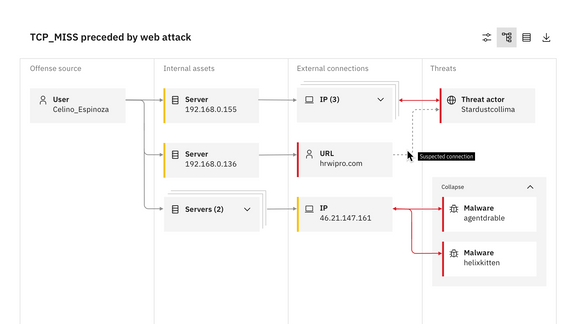 TCP_MISS preceded by web attack
Offense source
Internal assets
External connections
Threats
User
Celino_Espinoza
Server
192.168.0.155
IP (3)
Threat actor
Stardustcollima
Server
192.168.0.136
URL
hrwipro.com
Suspected connection
Collapse
Servers (2)
IP
46.21.147.161
Malware
agentdrable
Malware
helixkitten